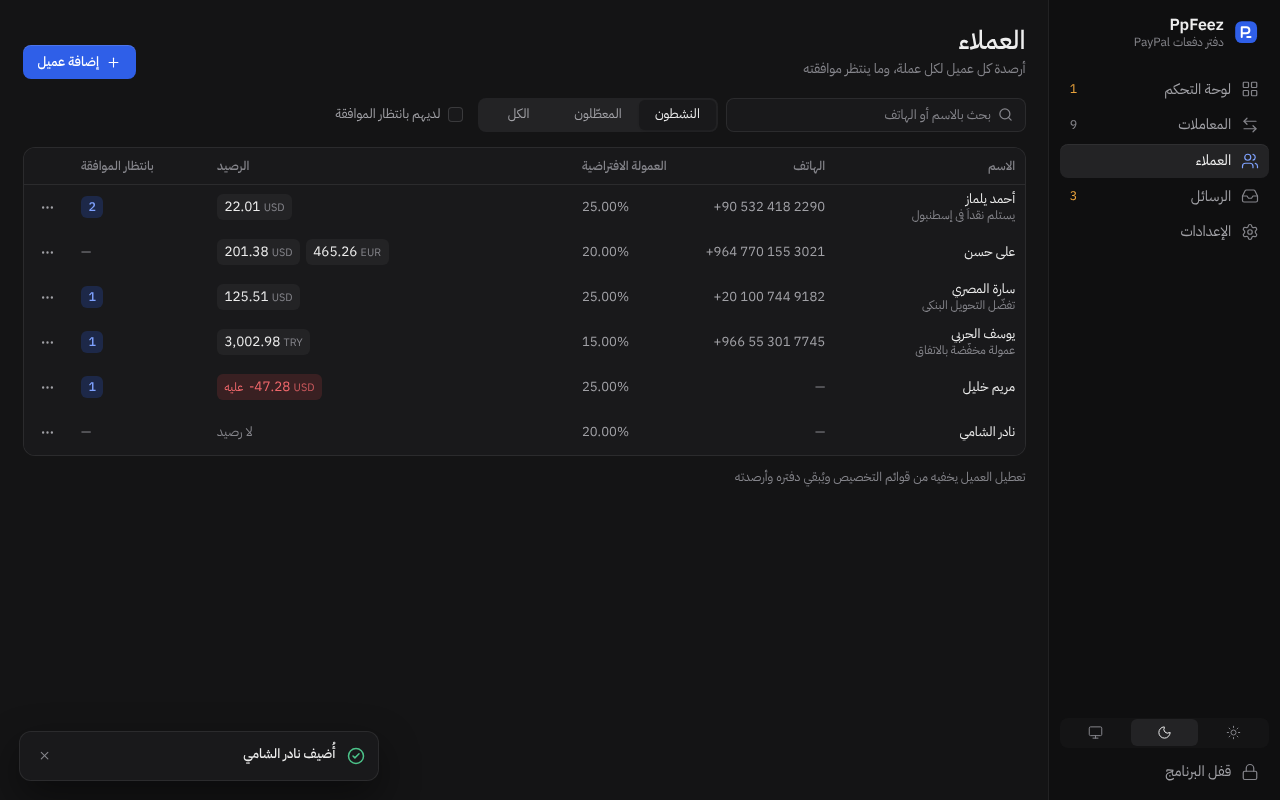 PpFeez
دفتر دفعات PayPal
لوحة التحكم 1
المعاملات 9
العملاء
الرسائل 3
الإعدادات
قفل البرنامج
العملاء
أرصدة كل عميل لكل عملة، وما ينتظر موافقته
إضافة عميل
بحث بالاسم أو الهاتف
النشطون
المعطّلون
الكل
لديهم بانتظار الموافقة
الاسم الهاتف العمولة الافتراضية الرصيد بانتظار الموافقة
أحمد يلماز +90 532 418 2290 25.00% 22.01 USD 2
يستلم نقداً في إسطنبول
علي حسن +964 770 155 3021 20.00% 465.26 EUR 201.38 USD —
سارة المصري +20 100 744 9182 25.00% 125.51 USD 1
تفضّل التحويل البنكي
يوسف الحربي +966 55 301 7745 15.00% 3,002.98 TRY 1
عمولة مخفّضة بالاتفاق
مريم خليل — 25.00% -47.28 USD عليه 1
نادر الشامي — 20.00% لا رصيد —
تعطيل العميل يخفيه من قوائم التخصيص ويُبقي دفتره وأرصدته
أُضيف نادر الشامي